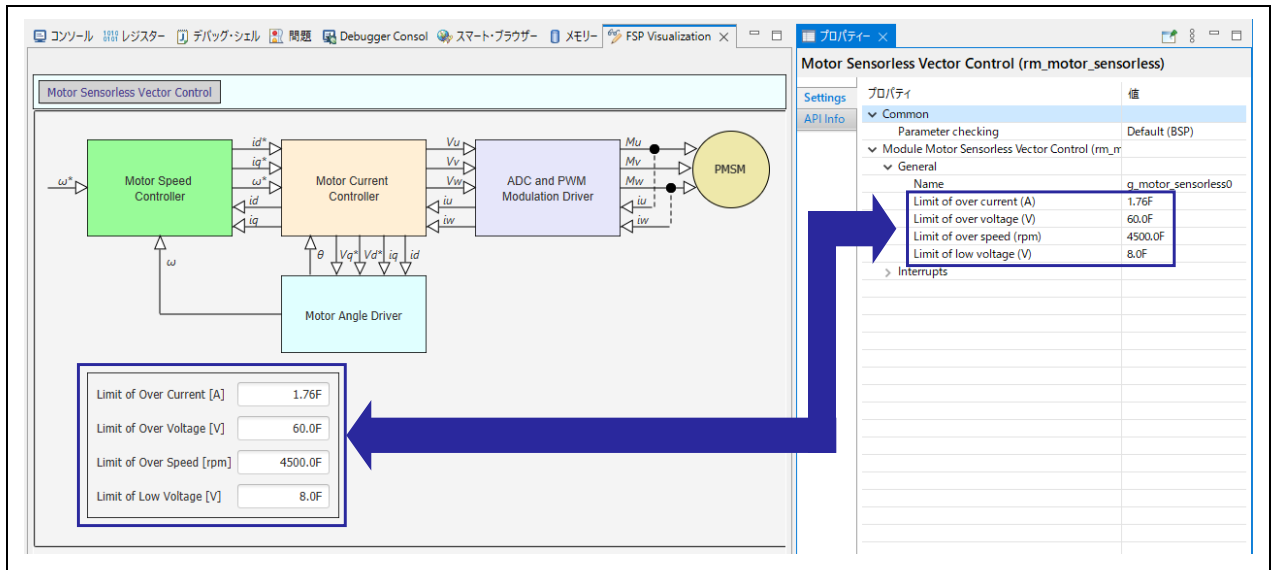 コンソール レジスター デバッグ・シェル 問題 Debugger Consol スマート・ブラウザー メモリー FSP Visualization
Motor Sensorless Vector Control
ω*
Motor Speed
Controller
id*
iq*
ω*
id
iq
Motor Current
Controller
Vu
Vv
Vw
iu
iw
ADC and PWM
Modulation Driver
Mu
Mv
Mw
iu
iw
PMSM
ω
θ Vq* Vd* iq id
Motor Angle Driver
Limit of Over Current [A] 1.76F
Limit of Over Voltage [V] 60.0F
Limit of Over Speed [rpm] 4500.0F
Limit of Low Voltage [V] 8.0F
プロパティー
Motor Sensorless Vector Control (rm_motor_sensorless)
Settings
API Info
プロパティ 値
Common
Parameter checking Default (BSP)
Module Motor Sensorless Vector Control (rm_m
General
Name g_motor_sensorless0
Limit of over current (A) 1.76F
Limit of over voltage (V) 60.0F
Limit of over speed (rpm) 4500.0F
Limit of low voltage (V) 8.0F
Interrupts